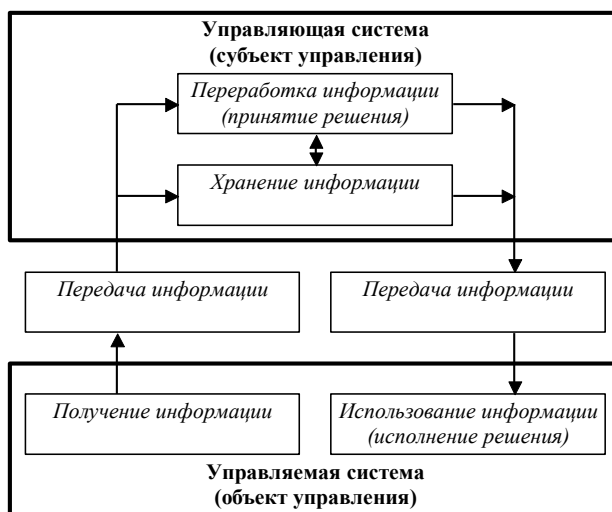 Управляющая система
(субъект управления)
Переработка информации
(принятие решения)
Хранение информации
Передача информации
Передача информации
Получение информации
Использование информации
(исполнение решения)
Управляемая система
(объект управления)